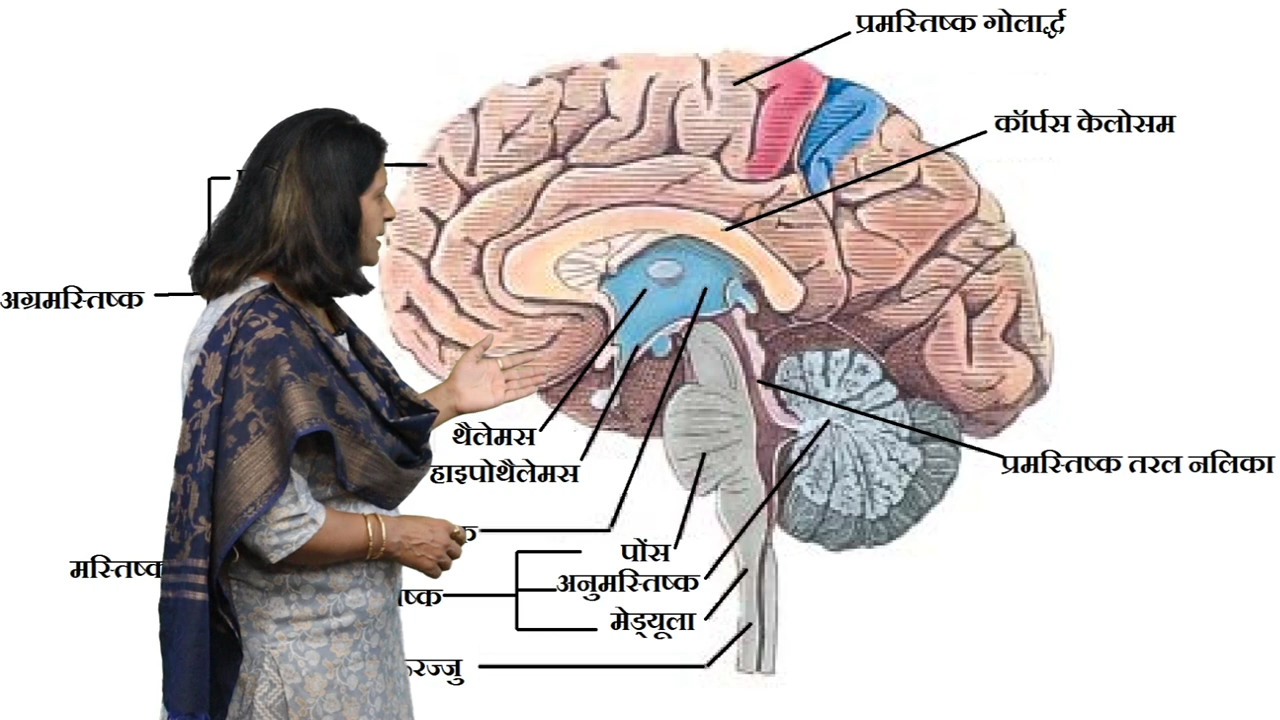 प्रमस्तिष्क गोलार्द्ध
कॉर्पस केलोसम
अग्रमस्तिष्क
थैलेमस
हाइपोथैलेमस
प्रमस्तिष्क तरल नलिका
पोंस
अनुमस्तिष्क
मेड्यूला